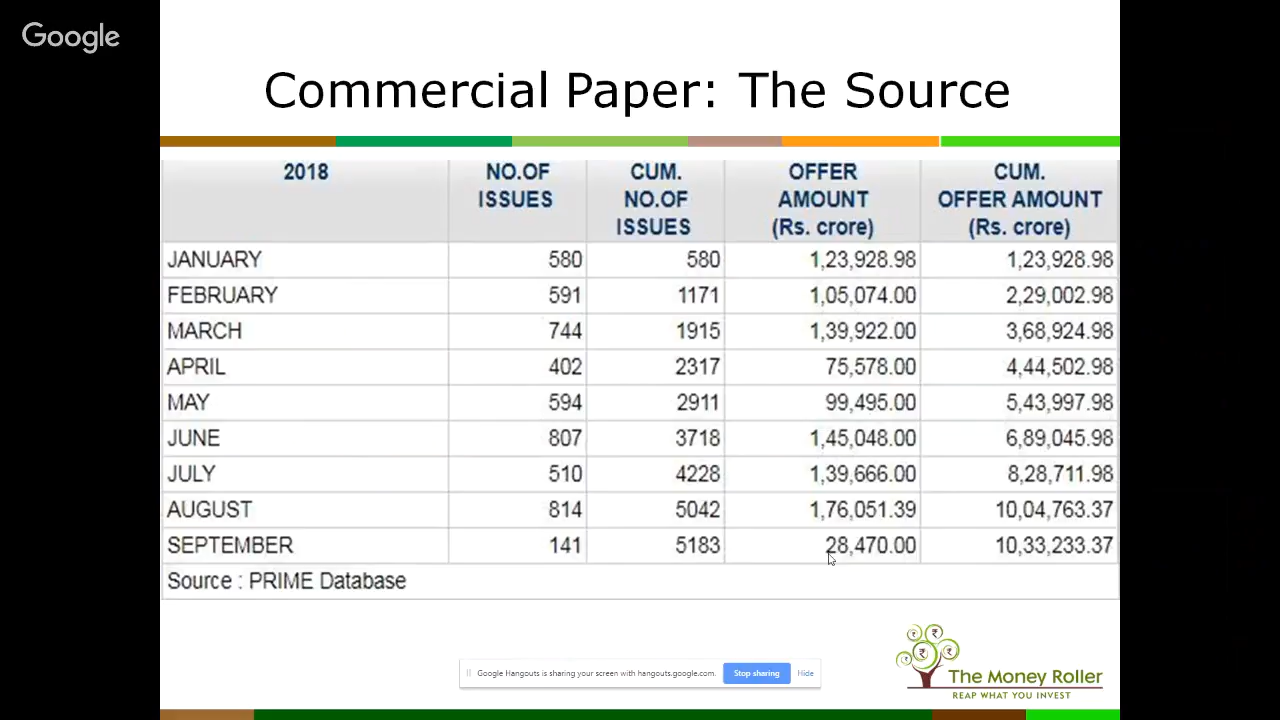 Google
Commercial Paper: The Source
2018 NO.OF ISSUES CUM. NO.OF ISSUES OFFER AMOUNT (Rs. crore) CUM. OFFER AMOUNT (Rs. crore)
JANUARY 580 580 1,23,928.98 1,23,928.98
FEBRUARY 591 1171 1,05,074.00 2,29,002.98
MARCH 744 1915 1,39,922.00 3,68,924.98
APRIL 402 2317 75,578.00 4,44,502.98
MAY 594 2911 99,495.00 5,43,997.98
JUNE 807 3718 1,45,048.00 6,89,045.98
JULY 510 4228 1,39,666.00 8,28,711.98
AUGUST 814 5042 1,76,051.39 10,04,763.37
SEPTEMBER 141 5183 28,470.00 10,33,233.37
Source : PRIME Database
Google Hangouts is sharing your screen with hangouts.google.com. Stop sharing Hide
₹ ₹ ₹ ₹ ₹
The Money Roller
REAP WHAT YOU INVEST